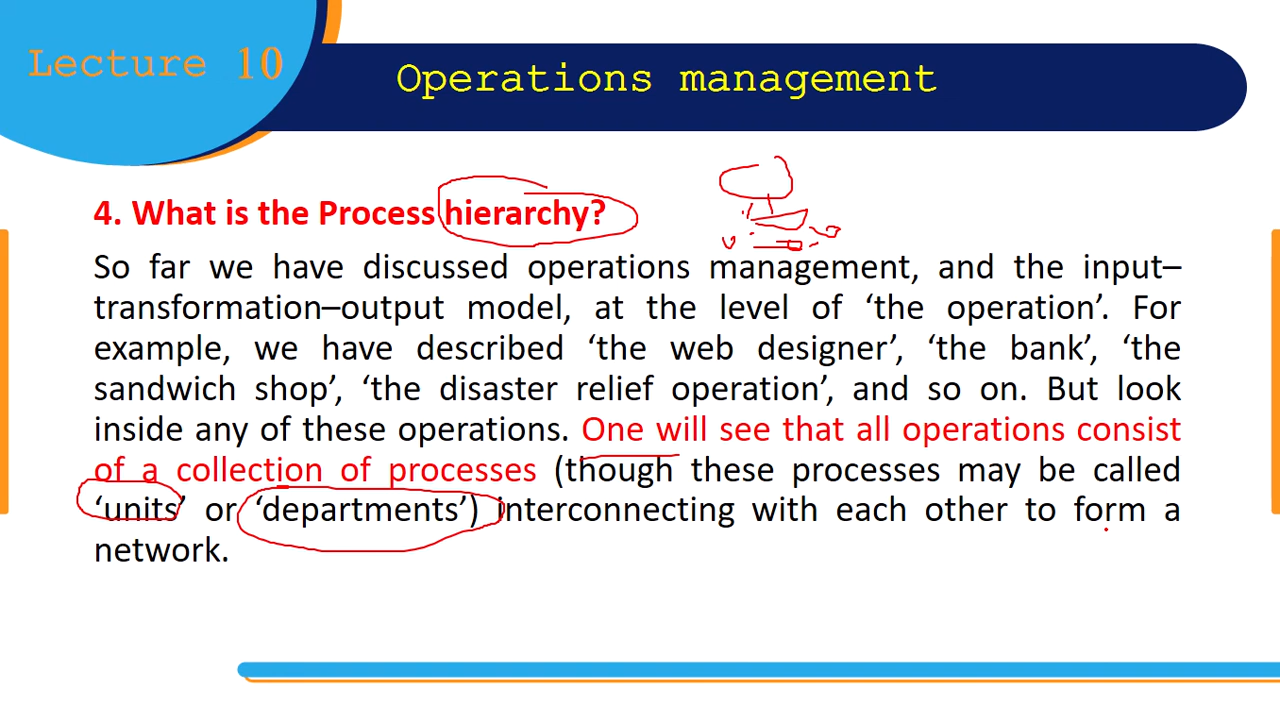 Lecture 10
Operations management
4. What is the Process hierarchy?
So far we have discussed operations management, and the input–
transformation–output model, at the level of ‘the operation’. For
example, we have described ‘the web designer’, ‘the bank’, ‘the
sandwich shop’, ‘the disaster relief operation’, and so on. But look
inside any of these operations. One will see that all operations consist
of a collection of processes (though these processes may be called
‘units’ or ‘departments’) interconnecting with each other to form a
network.